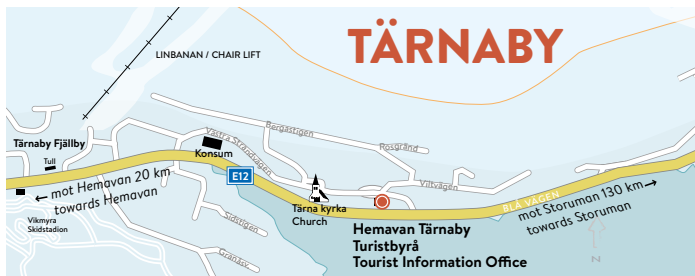 TÄRNABY
LINBANAN / CHAIR LIFT
Bergastigen
Rosgränd
Västra Strandvägen
Tärnaby Fjällby
Konsum
Tull
E12
Viltvägen
← mot Hemavan 20 km
towards Hemavan
BLÅ VÄGEN
mot Storuman 130 km →
towards Storuman
Tärna kyrka
Church
Vikmyra
Skidstadion
Sidstigen
Granäsv.
Hemavan Tärnaby
Turistbyrå
Tourist Information Office
N